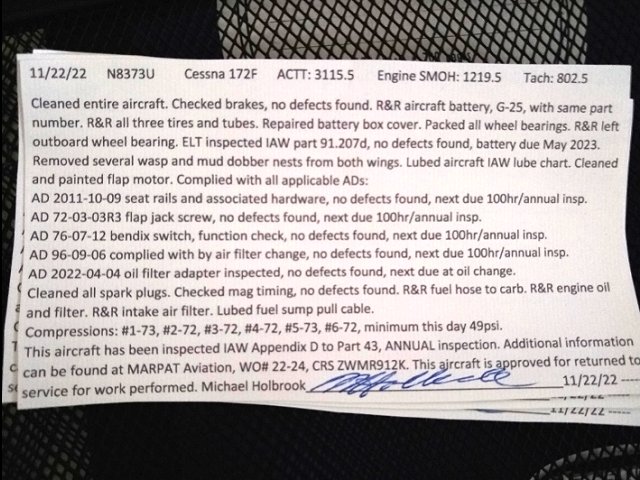 11/22/22 N8373U Cessna 172F ACTT: 3115.5 Engine SMOH: 1219.5 Tach: 802.5
Cleaned entire aircraft. Checked brakes, no defects found. R&R aircraft battery, G-25, with same part
number. R&R all three tires and tubes. Repaired battery box cover. Packed all wheel bearings. R&R left
outboard wheel bearing. ELT inspected IAW part 91.207d, no defects found, battery due May 2023.
Removed several wasp and mud dobber nests from both wings. Lubed aircraft IAW lube chart. Cleaned
and painted flap motor. Complied with all applicable ADs:
AD 2011-10-09 seat rails and associated hardware, no defects found, next due 100hr/annual insp.
AD 72-03-03R3 flap jack screw, no defects found, next due 100hr/annual insp.
AD 76-07-12 bendix switch, function check, no defects found, next due 100hr/annual insp.
AD 96-09-06 complied with by air filter change, no defects found, next due 100hr/annual insp.
AD 2022-04-04 oil filter adapter inspected, no defects found, next due at oil change.
Cleaned all spark plugs. Checked mag timing, no defects found. R&R fuel hose to carb. R&R engine oil
and filter. R&R intake air filter. Lubed fuel sump pull cable.
Compressions: #1-73, #2-72, #3-72, #4-72, #5-73, #6-72, minimum this day 49psi.
This aircraft has been inspected IAW Appendix D to Part 43, ANNUAL inspection. Additional information
can be found at MARPAT Aviation, WO# 22-24, CRS ZWMR912K. This aircraft is approved for returned to
service for work performed. Michael Holbrook 11/22/22 ----
11/22/22 ----